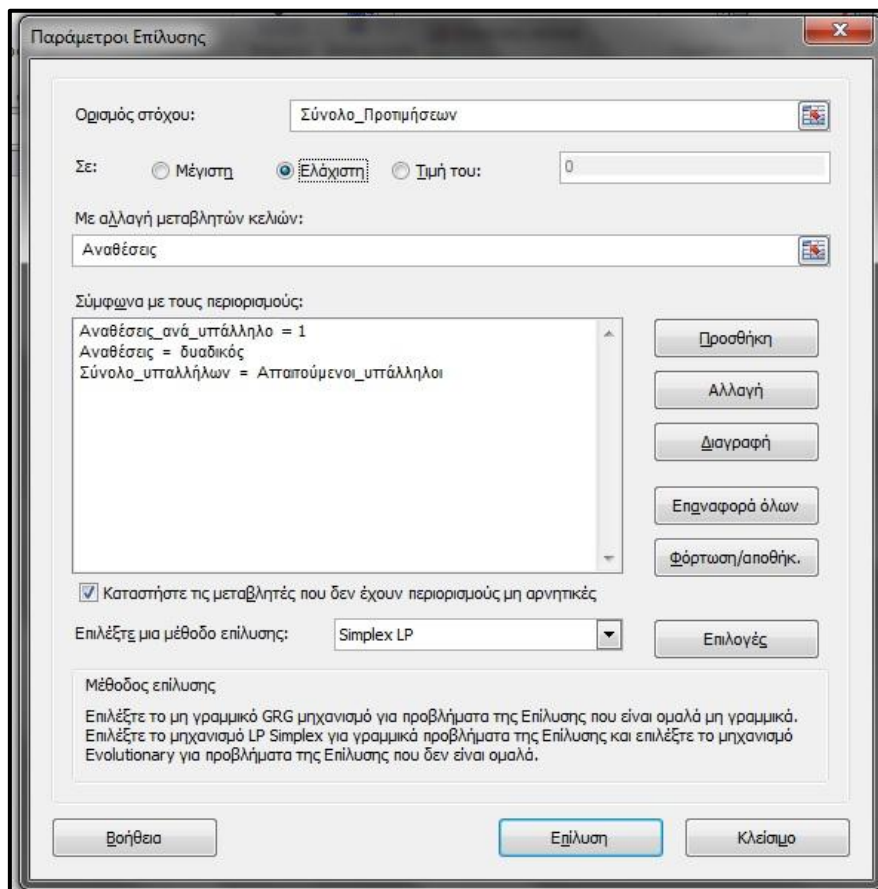 Παράμετροι Επίλυσης
Ορισμός στόχου: Σύνολο_Προτιμήσεων
Σε: Μέγιστη Ελάχιστη Τιμή του: 0
Με αλλαγή μεταβλητών κελιών:
Αναθέσεις
Σύμφωνα με τους περιορισμούς:
Αναθέσεις_ανά_υπάλληλο = 1
Αναθέσεις = δυαδικός
Σύνολο_υπαλλήλων = Απαιτούμενοι_υπάλληλοι
Προσθήκη
Αλλαγή
Διαγραφή
Επαναφορά όλων
Φόρτωση/αποθήκ.
Καταστήστε τις μεταβλητές που δεν έχουν περιορισμούς μη αρνητικές
Επιλέξτε μια μέθοδο επίλυσης: Simplex LP Επιλογές
Μέθοδος επίλυσης
Επιλέξτε το μη γραμμικό GRG μηχανισμό για προβλήματα της Επίλυσης που είναι ομαλά μη γραμμικά.
Επιλέξτε το μηχανισμό LP Simplex για γραμμικά προβλήματα της Επίλυσης και επιλέξτε το μηχανισμό
Evolutionary για προβλήματα της Επίλυσης που δεν είναι ομαλά.
Βοήθεια Επίλυση Κλείσιμο